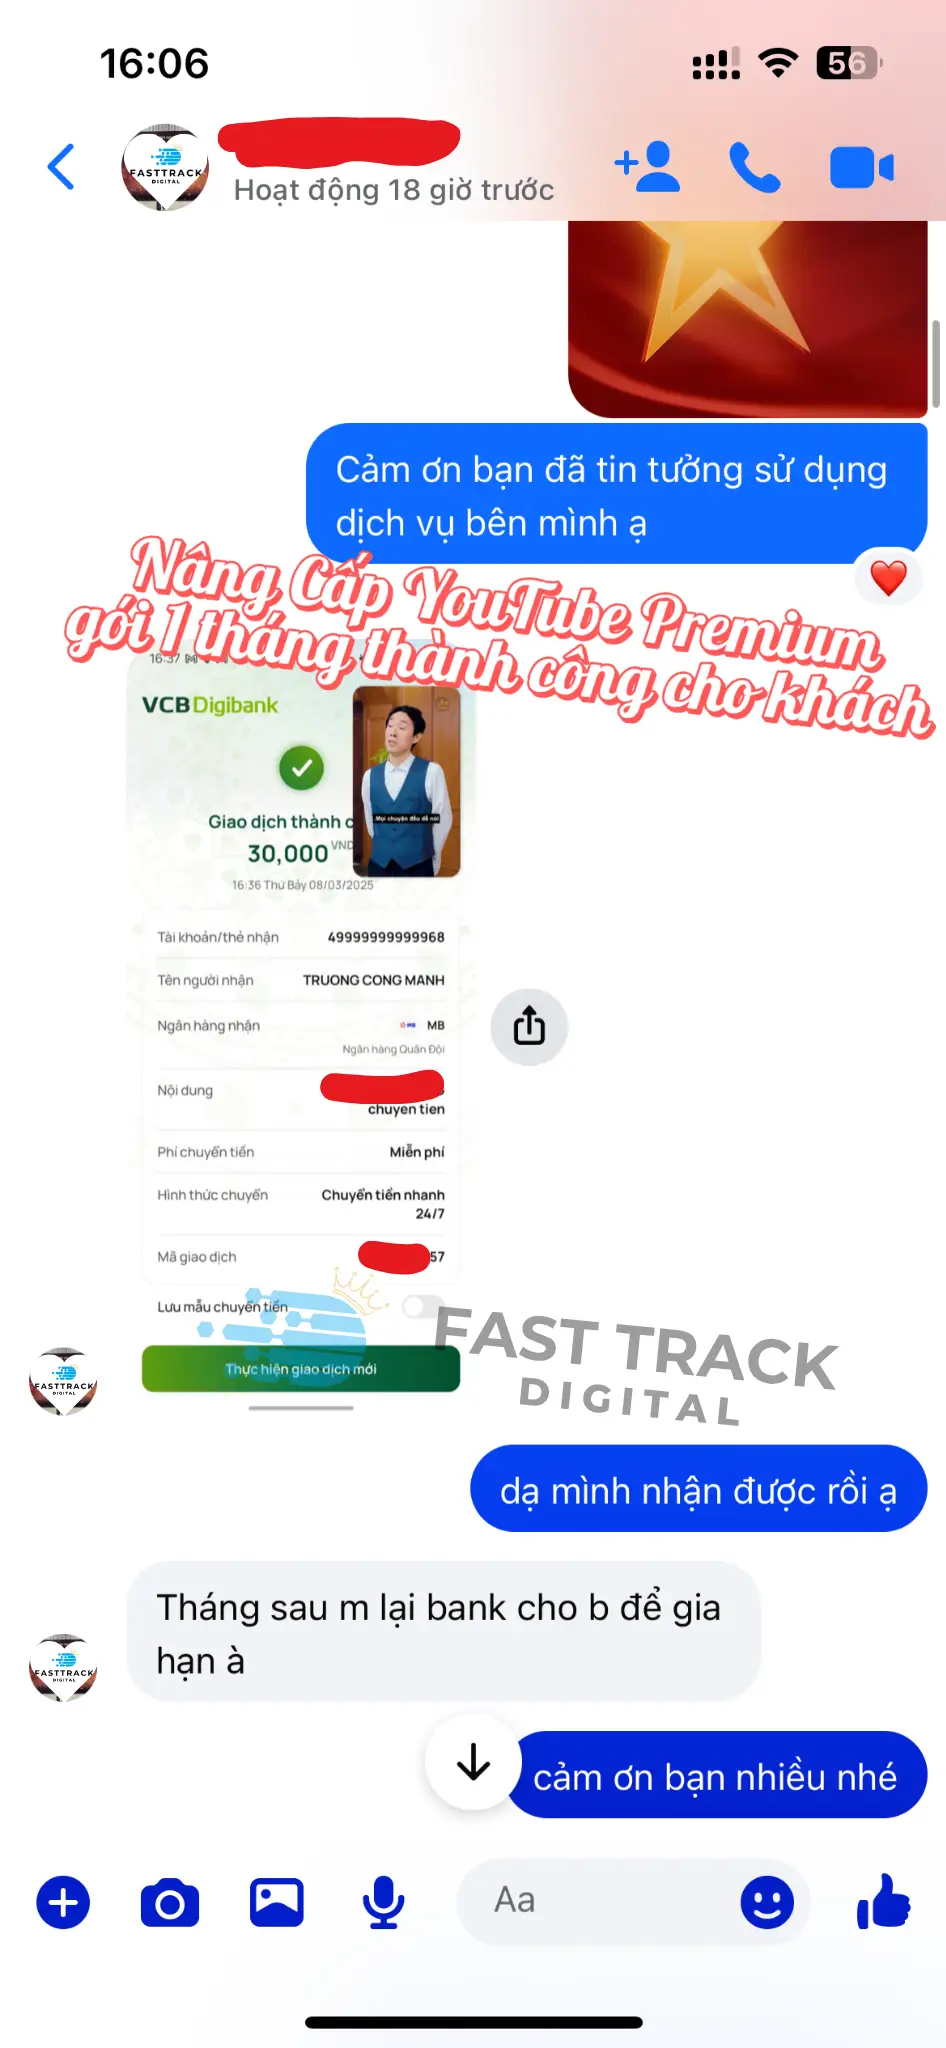 16:06
56
FASTTRACK
DIGITAL
Hoạt động 18 giờ trước
Cảm ơn bạn đã tin tưởng sử dụng
dịch vụ bên mình ạ
Nâng Cấp YouTube Premium
gói 1 tháng thành công cho khách
16:37
VCB Digibank
Mọi chuyện đều dễ nói
Giao dịch thành c
30,000 VND
16:36 Thứ Bảy 08/03/2025
Tài khoản/thẻ nhận 49999999999968
Tên người nhận TRUONG CONG MANH
Ngân hàng nhận MB
Ngân hàng Quân Đội
Nội dung
chuyen tien
Phí chuyển tiền Miễn phí
Hình thức chuyển Chuyển tiền nhanh
24/7
Mã giao dịch 57
Lưu mẫu chuyển tiền
FAST TRACK
DIGITAL
Thực hiện giao dịch mới
FASTTRACK
DIGITAL
dạ mình nhận được rồi ạ
Tháng sau m lại bank cho b để gia
hạn à
FASTTRACK
DIGITAL
cảm ơn bạn nhiều nhé
Aa